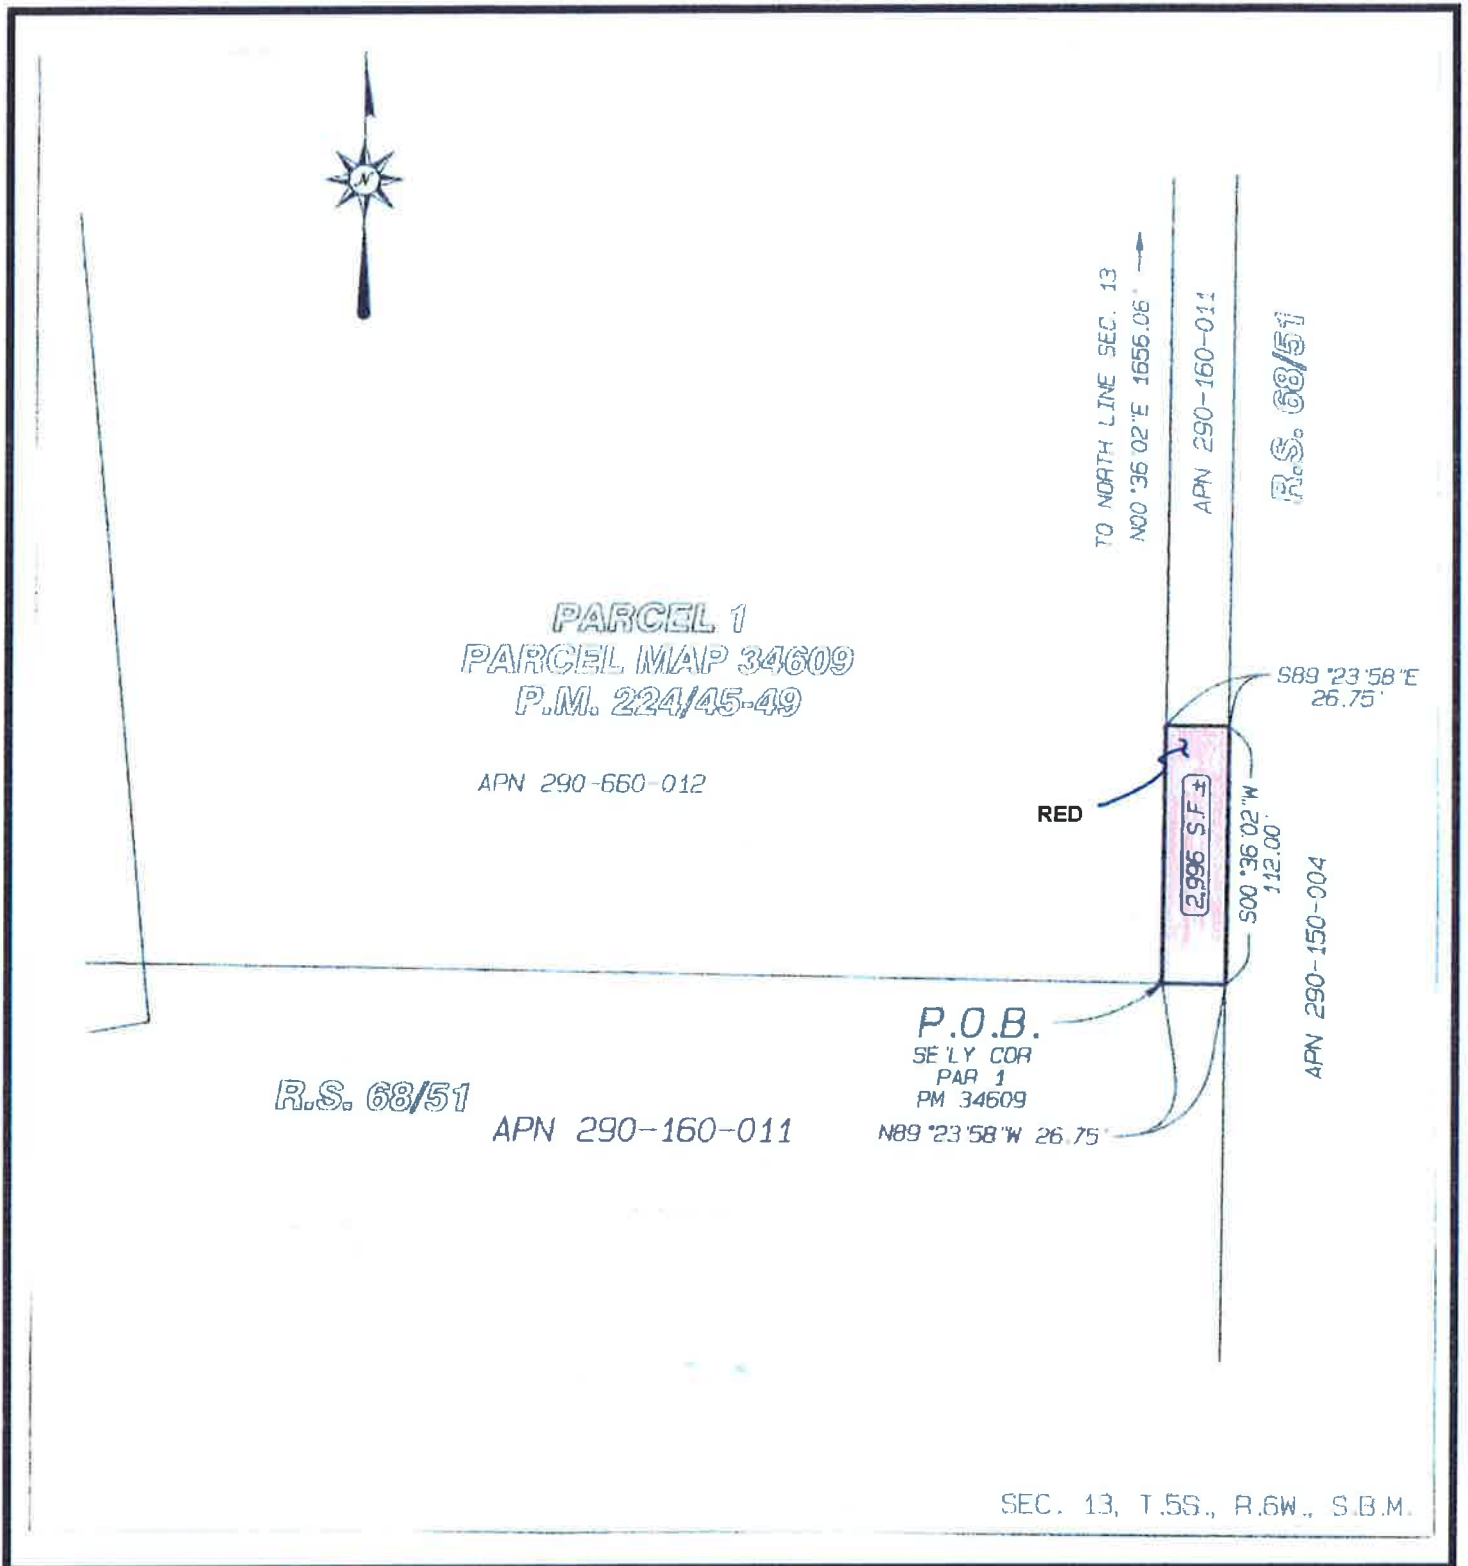 N
TO NORTH LINE SEC. 13
N00°36'02"E 1656.06'
APN 290-160-011
R.S. 68/51
PARCEL 1
PARCEL MAP 34609
P.M. 224/45-49
APN 290-660-012
S89°23'58"E
26.75'
RED
2,996 S.F.±
S00°36'02"W
112.00'
APN 290-150-004
P.O.B.
SE'LY COR
PAR 1
PM 34609
N89°23'58"W 26.75'
R.S. 68/51
APN 290-160-011
SEC. 13, T.5S., R.6W., S.B.M.